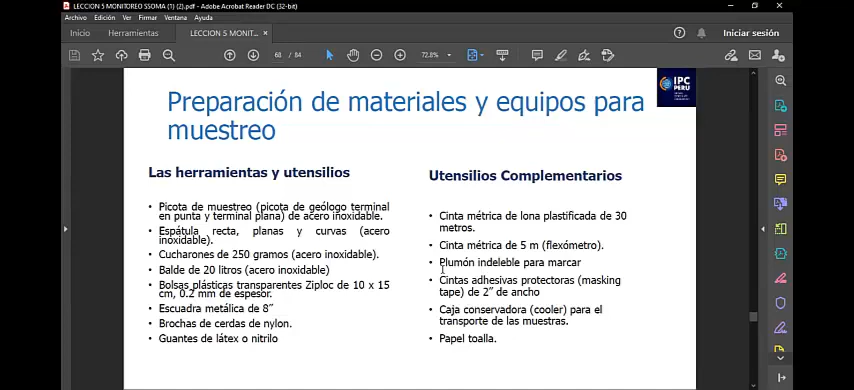 LECCION 5 MONITOREO SSOMA (1) (2).pdf - Adobe Acrobat Reader DC (32-bit)
Archivo Edición Ver Firmar Ventana Ayuda
Inicio Herramientas LECCION 5 MONIT... × Iniciar sesión
68 / 84 72.8%
IPC
PERU
Preparación de materiales y equipos para
muestreo
Las herramientas y utensilios
• Picota de muestreo (picota de geólogo terminal
en punta y terminal plana) de acero inoxidable.
• Espátula recta, planas y curvas (acero
inoxidable).
• Cucharones de 250 gramos (acero inoxidable).
• Balde de 20 litros (acero inoxidable)
• Bolsas plásticas transparentes Ziploc de 10 x 15
cm, 0.2 mm de espesor.
• Escuadra metálica de 8”
• Brochas de cerdas de nylon.
• Guantes de látex o nitrilo
Utensilios Complementarios
• Cinta métrica de lona plastificada de 30
metros.
• Cinta métrica de 5 m (flexómetro).
• Plumón indeleble para marcar
• Cintas adhesivas protectoras (masking
tape) de 2” de ancho
• Caja conservadora (cooler) para el
transporte de las muestras.
• Papel toalla.